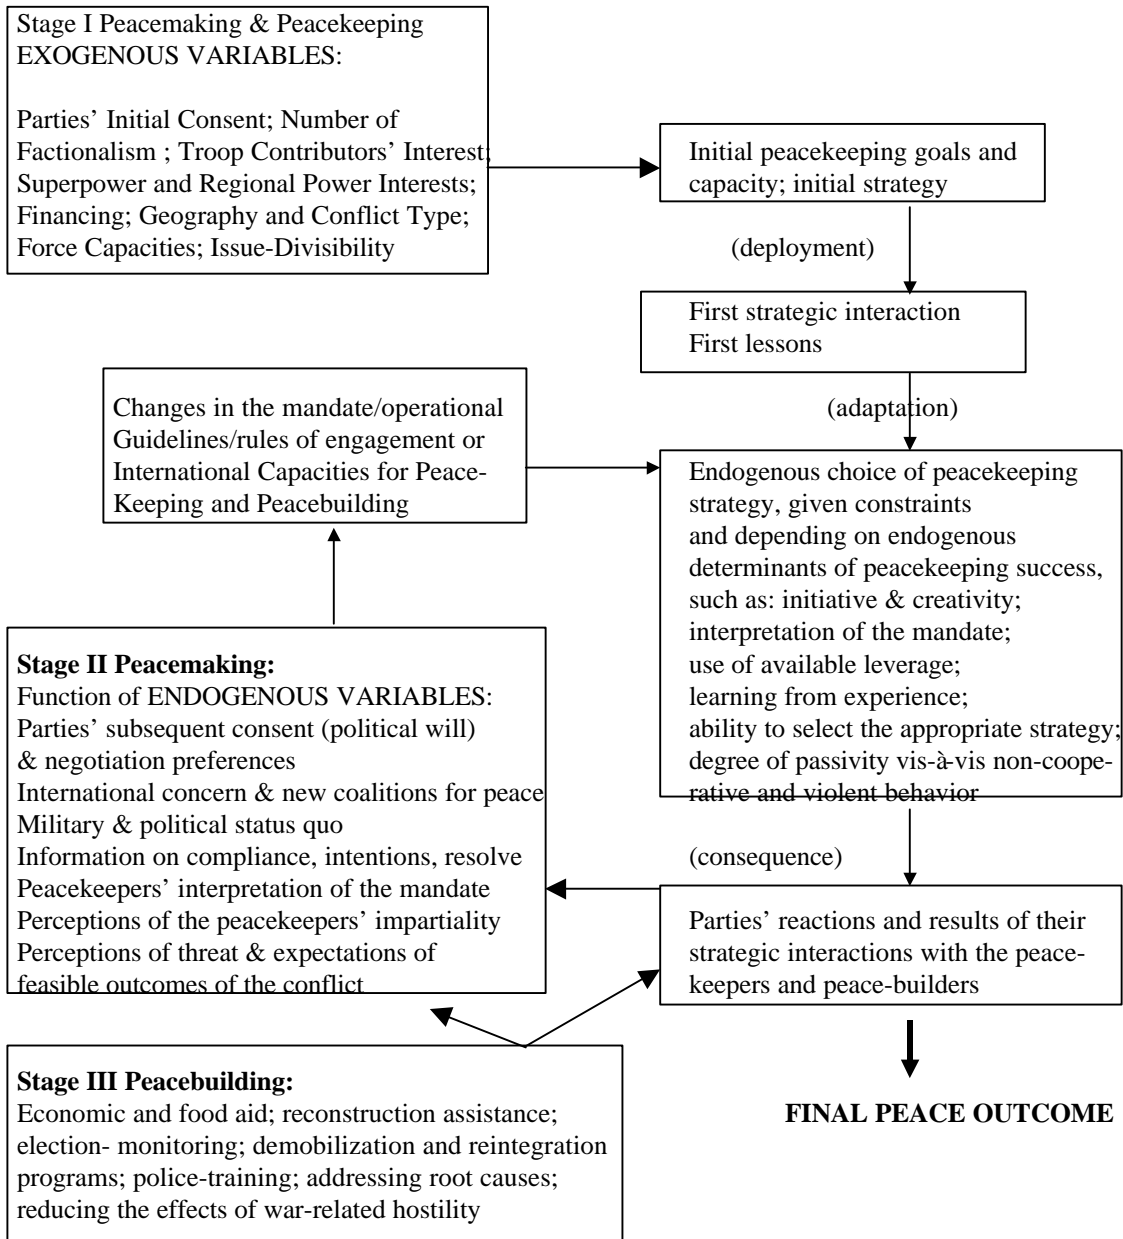 Stage I Peacemaking & Peacekeeping
EXOGENOUS VARIABLES:
Parties’ Initial Consent; Number of
Factionalism ; Troop Contributors’ Interest;
Superpower and Regional Power Interests;
Financing; Geography and Conflict Type;
Force Capacities; Issue-Divisibility
Initial peacekeeping goals and
capacity; initial strategy
(deployment)
First strategic interaction
First lessons
(adaptation)
Changes in the mandate/operational
Guidelines/rules of engagement or
International Capacities for Peace-
Keeping and Peacebuilding
Endogenous choice of peacekeeping
strategy, given constraints
and depending on endogenous
determinants of peacekeeping success,
such as: initiative & creativity;
interpretation of the mandate;
use of available leverage;
learning from experience;
ability to select the appropriate strategy;
degree of passivity vis-à-vis non-coope-
rative and violent behavior
Stage II Peacemaking:
Function of ENDOGENOUS VARIABLES:
Parties’ subsequent consent (political will)
& negotiation preferences
International concern & new coalitions for peace
Military & political status quo
Information on compliance, intentions, resolve
Peacekeepers’ interpretation of the mandate
Perceptions of the peacekeepers’ impartiality
Perceptions of threat & expectations of
feasible outcomes of the conflict
(consequence)
Parties’ reactions and results of their
strategic interactions with the peace-
keepers and peace-builders
Stage III Peacebuilding:
Economic and food aid; reconstruction assistance;
election- monitoring; demobilization and reintegration
programs; police-training; addressing root causes;
reducing the effects of war-related hostility
FINAL PEACE OUTCOME